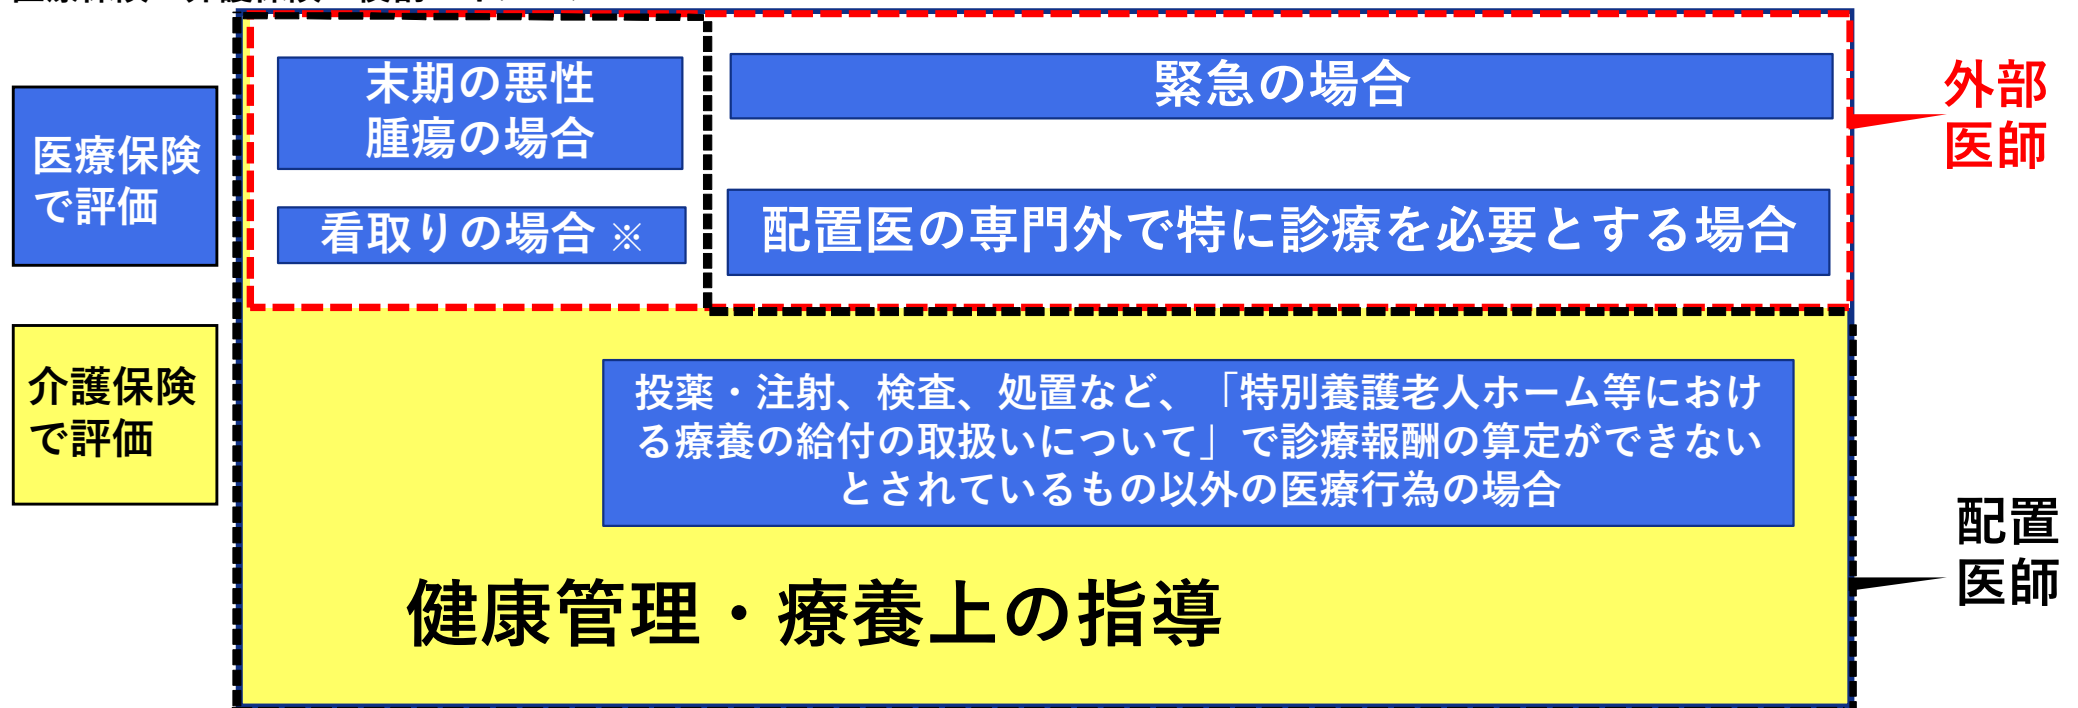 医療保険
で評価
介護保険
で評価
末期の悪性
腫瘍の場合
看取りの場合 ※
緊急の場合
配置医の専門外で特に診療を必要とする場合
投薬・注射、検査、処置など、「特別養護老人ホーム等におけ
る療養の給付の取扱いについて」で診療報酬の算定ができない
とされているもの以外の医療行為の場合
健康管理・療養上の指導
外部
医師
配置
医師